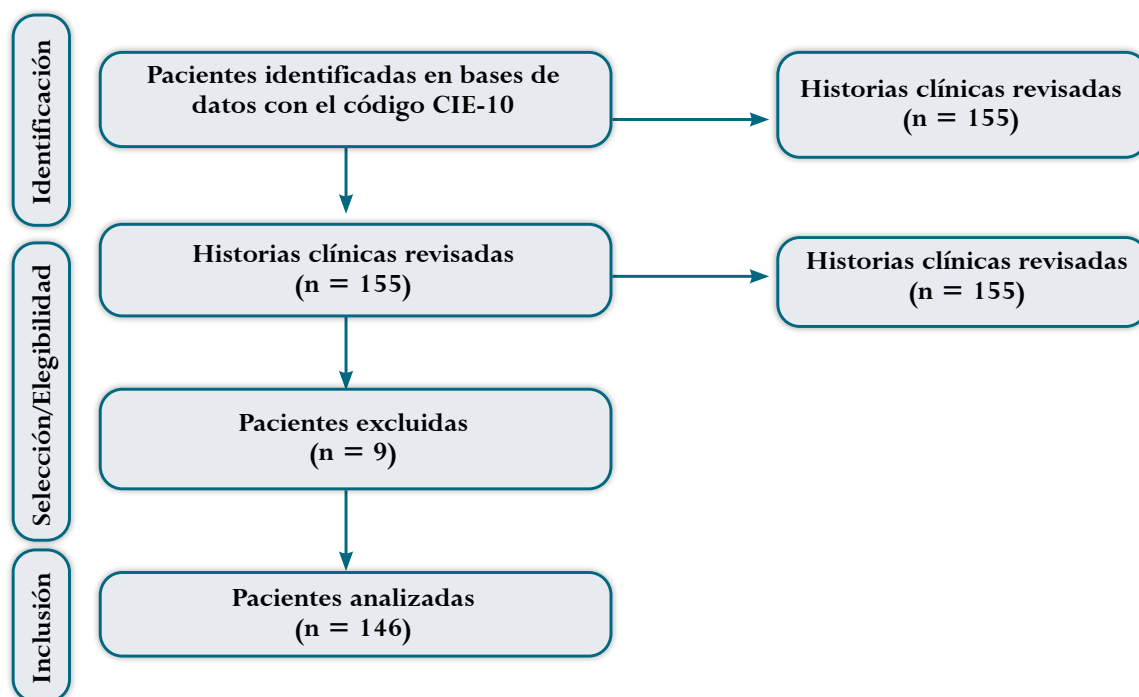 Identificación
Pacientes identificadas en bases de
datos con el código CIE-10
Historias clínicas revisadas
(n = 155)
Selección/Elegibilidad
Historias clínicas revisadas
(n = 155)
Historias clínicas revisadas
(n = 155)
Pacientes excluidas
(n = 9)
Inclusión
Pacientes analizadas
(n = 146)